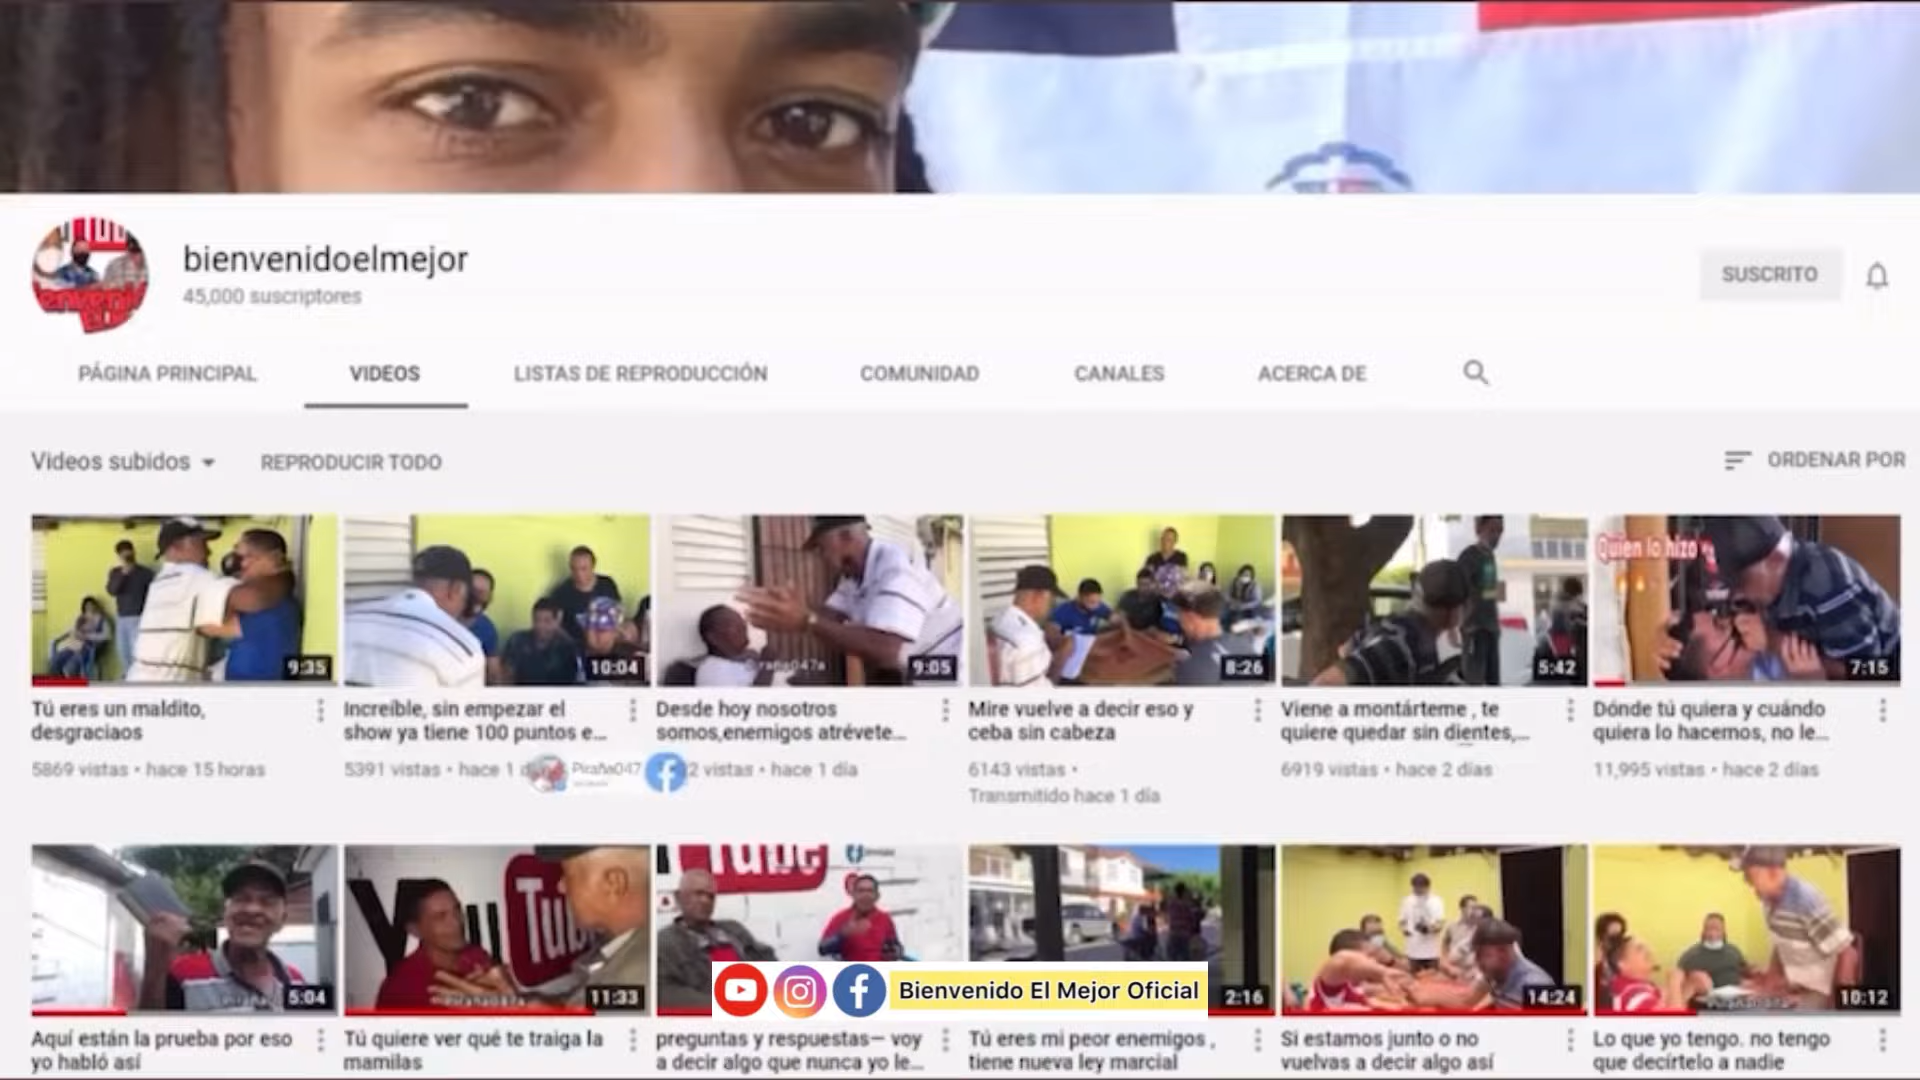 bienvenidoelmejor
45,000 suscriptores
SUSCRITO
PÁGINA PRINCIPAL
VIDEOS
LISTAS DE REPRODUCCIÓN
COMUNIDAD
CANALES
ACERCA DE
Videos subidos
REPRODUCIR TODO
ORDENAR POR
Quien lo hizo
9:35
10:04
9:05
8:26
5:42
7:15
Tú eres un maldito,
desgraciaos
5869 vistas • hace 15 horas
Increíble, sin empezar el
show ya tiene 100 puntos e...
5391 vistas • hace 1
Piraña047
Desde hoy nosotros
somos,enemigos atrévete...
2 vistas • hace 1 día
Mire vuelve a decir eso y
ceba sin cabeza
6143 vistas •
Transmitido hace 1 día
Viene a montárteme , te
quiere quedar sin dientes,...
6919 vistas • hace 2 días
Dónde tú quiera y cuándo
quiera lo hacemos, no le...
11,995 vistas • hace 2 días
You
Tube
5:04
11:33
2:16
14:24
10:12
Bienvenido El Mejor Oficial
Aquí están la prueba por eso
yo habló así
Tú quiere ver qué te traiga la
mamilas
preguntas y respuestas— voy
a decir algo que nunca yo le...
Tú eres mi peor enemigos ,
tiene nueva ley marcial
Si estamos junto o no
vuelvas a decir algo así
Lo que yo tengo. no tengo
que decírtelo a nadie